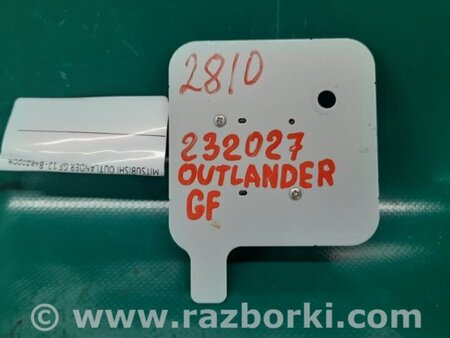 2810
232027
OUTLANDER
GF
MITSUBISHI OUTLANDER GF 12-
© www.razborki.com